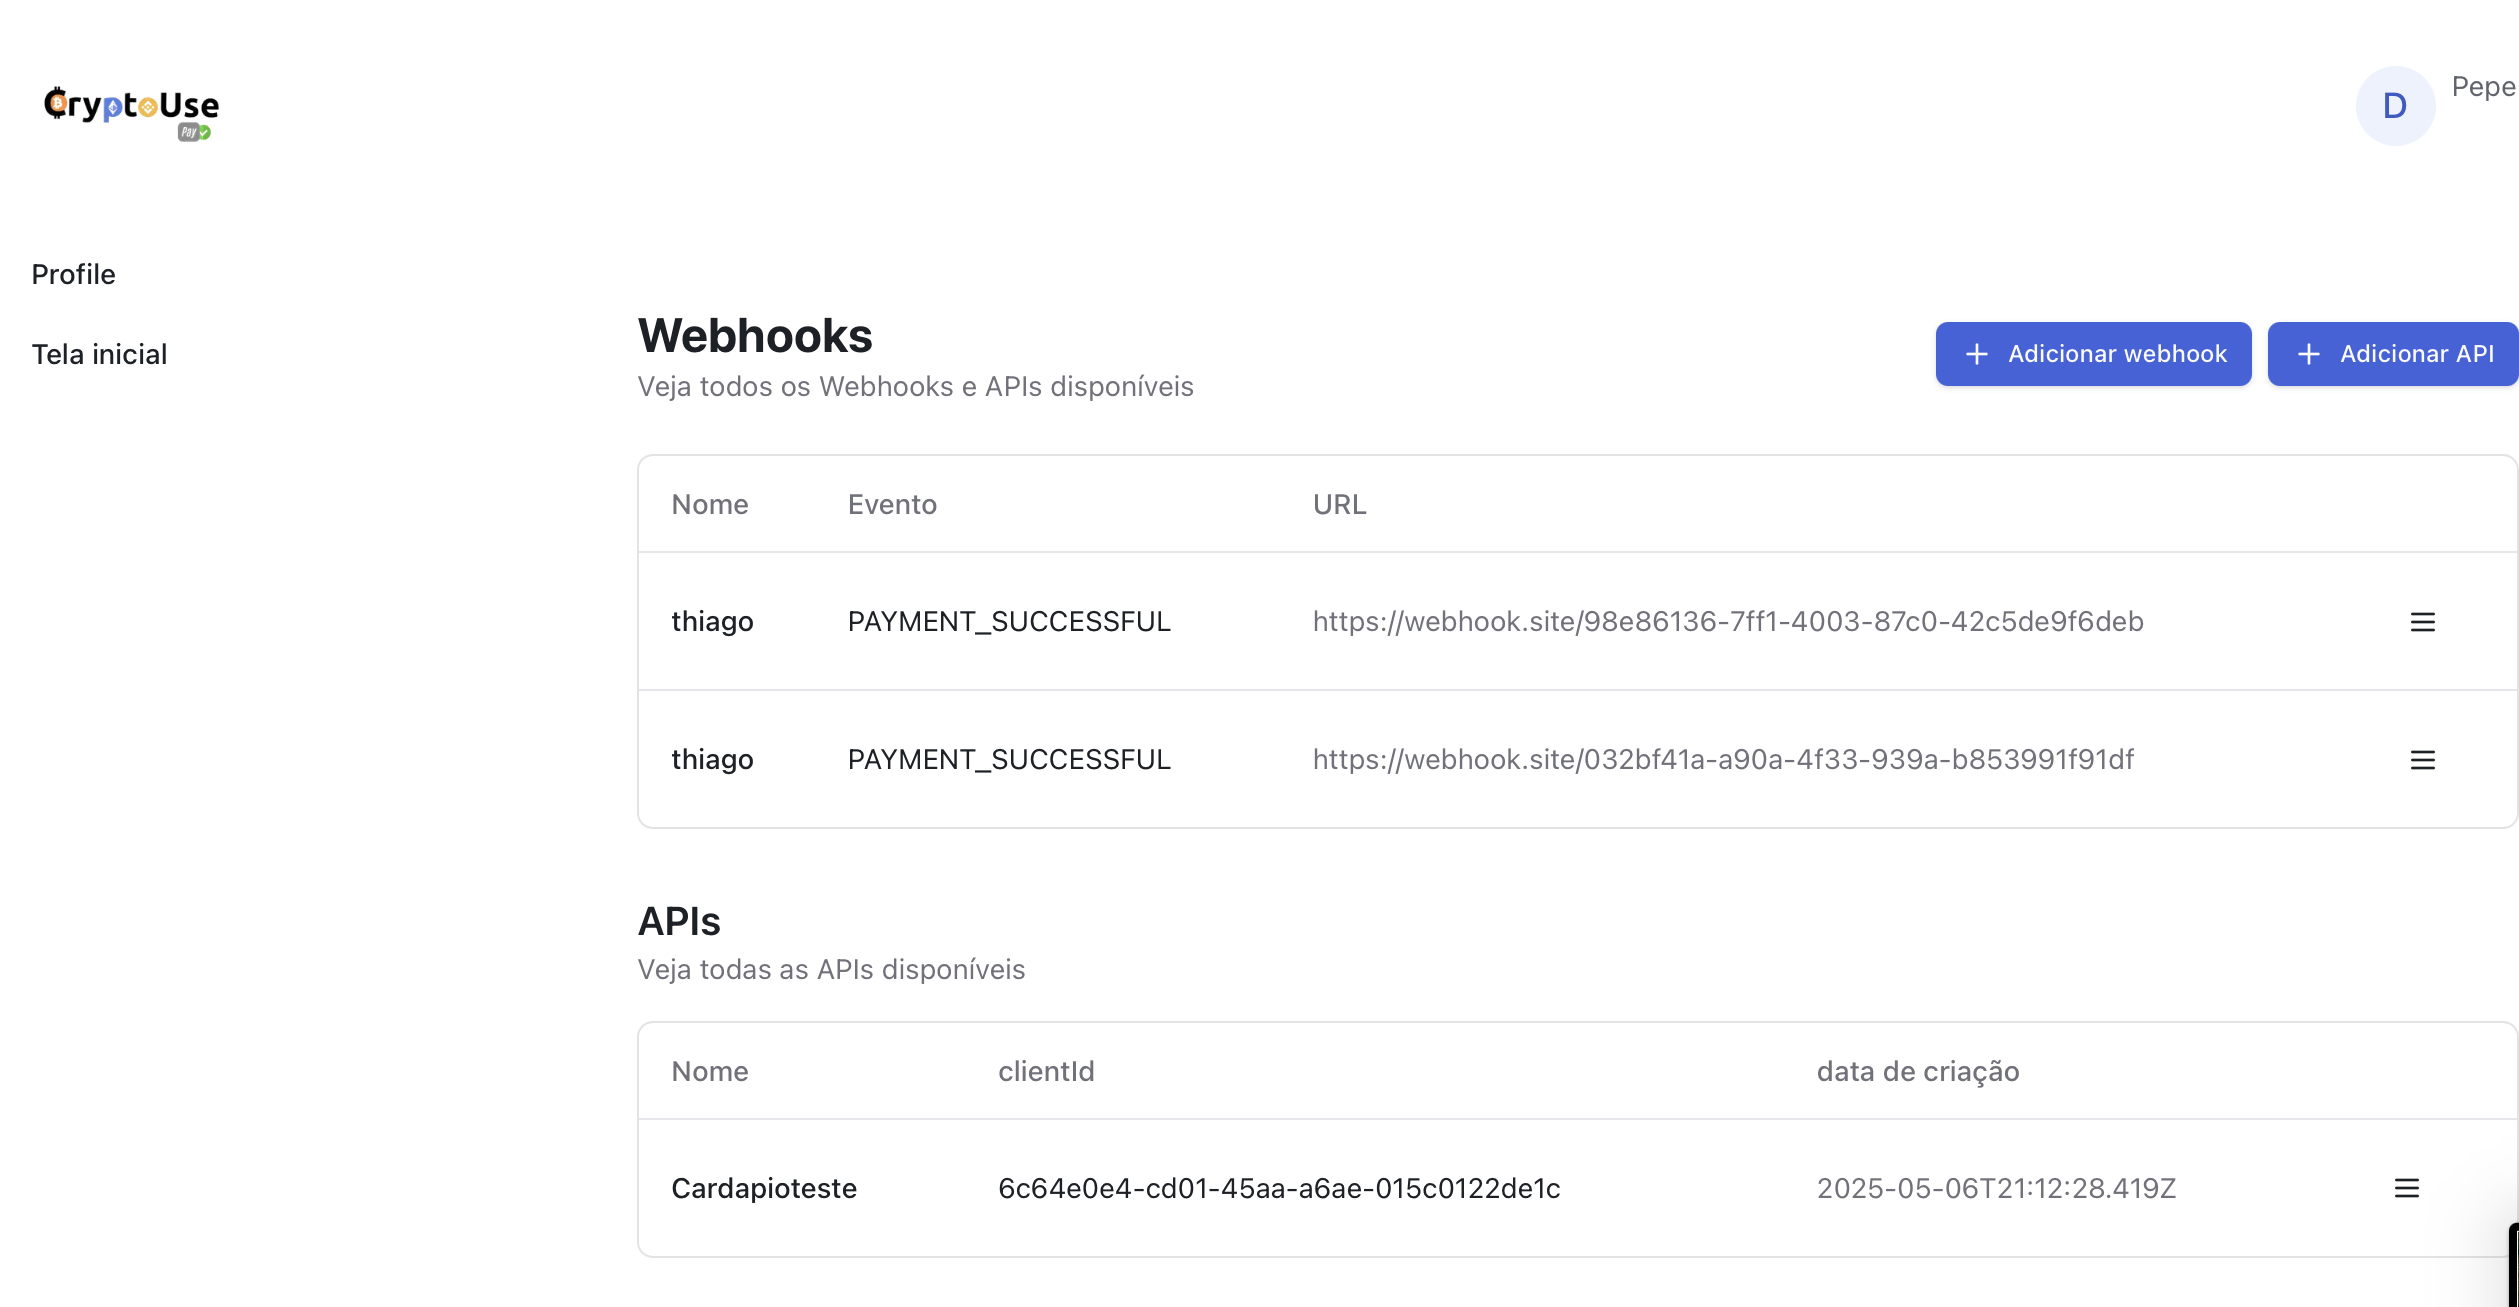 CryptoUse
Pay
D
Pepe
Profile
Tela inicial
Webhooks
Veja todos os Webhooks e APIs disponíveis
+ Adicionar webhook
+ Adicionar API
Nome Evento URL
thiago PAYMENT_SUCCESSFUL https://webhook.site/98e86136-7ff1-4003-87c0-42c5de9f6deb
thiago PAYMENT_SUCCESSFUL https://webhook.site/032bf41a-a90a-4f33-939a-b853991f91df
APIs
Veja todas as APIs disponíveis
Nome clientId data de criação
Cardapioteste 6c64e0e4-cd01-45aa-a6ae-015c0122de1c 2025-05-06T21:12:28.419Z